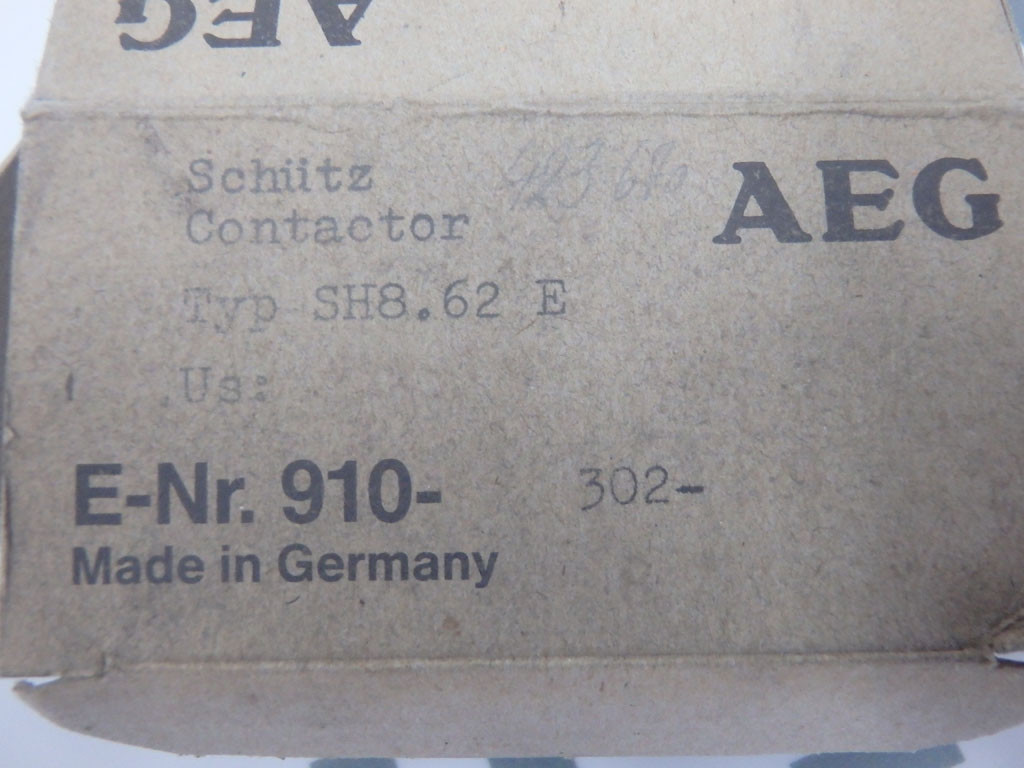 AEG
Schütz
Contactor
AEG
Typ SH8.62 E
Us:
E-Nr. 910- 302-
Made in Germany